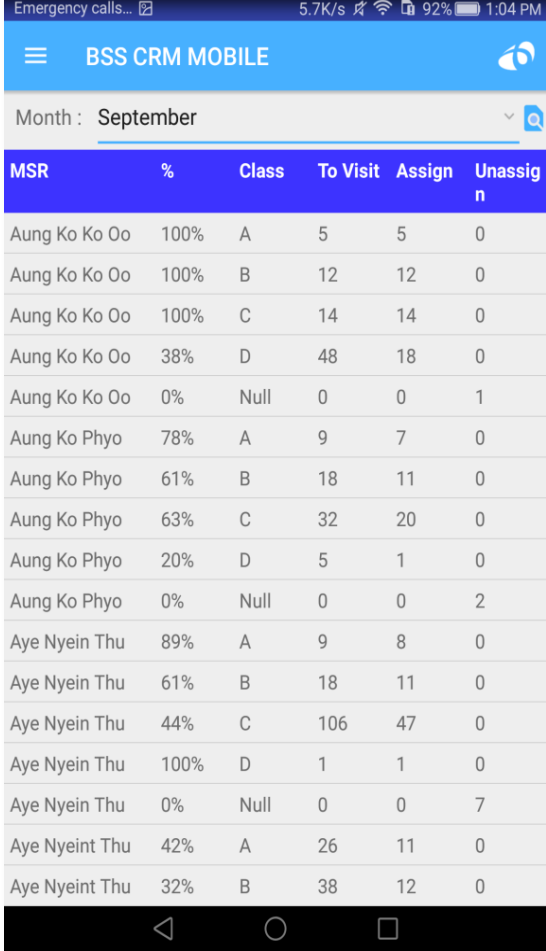 Emergency calls... 5.7K/s 92% 1:04 PM
BSS CRM MOBILE
Month : September
MSR % Class To Visit Assign Unassig
n
Aung Ko Ko Oo 100% A 5 5 0
Aung Ko Ko Oo 100% B 12 12 0
Aung Ko Ko Oo 100% C 14 14 0
Aung Ko Ko Oo 38% D 48 18 0
Aung Ko Ko Oo 0% Null 0 0 1
Aung Ko Phyo 78% A 9 7 0
Aung Ko Phyo 61% B 18 11 0
Aung Ko Phyo 63% C 32 20 0
Aung Ko Phyo 20% D 5 1 0
Aung Ko Phyo 0% Null 0 0 2
Aye Nyein Thu 89% A 9 8 0
Aye Nyein Thu 61% B 18 11 0
Aye Nyein Thu 44% C 106 47 0
Aye Nyein Thu 100% D 1 1 0
Aye Nyein Thu 0% Null 0 0 7
Aye Nyeint Thu 42% A 26 11 0
Aye Nyeint Thu 32% B 38 12 0